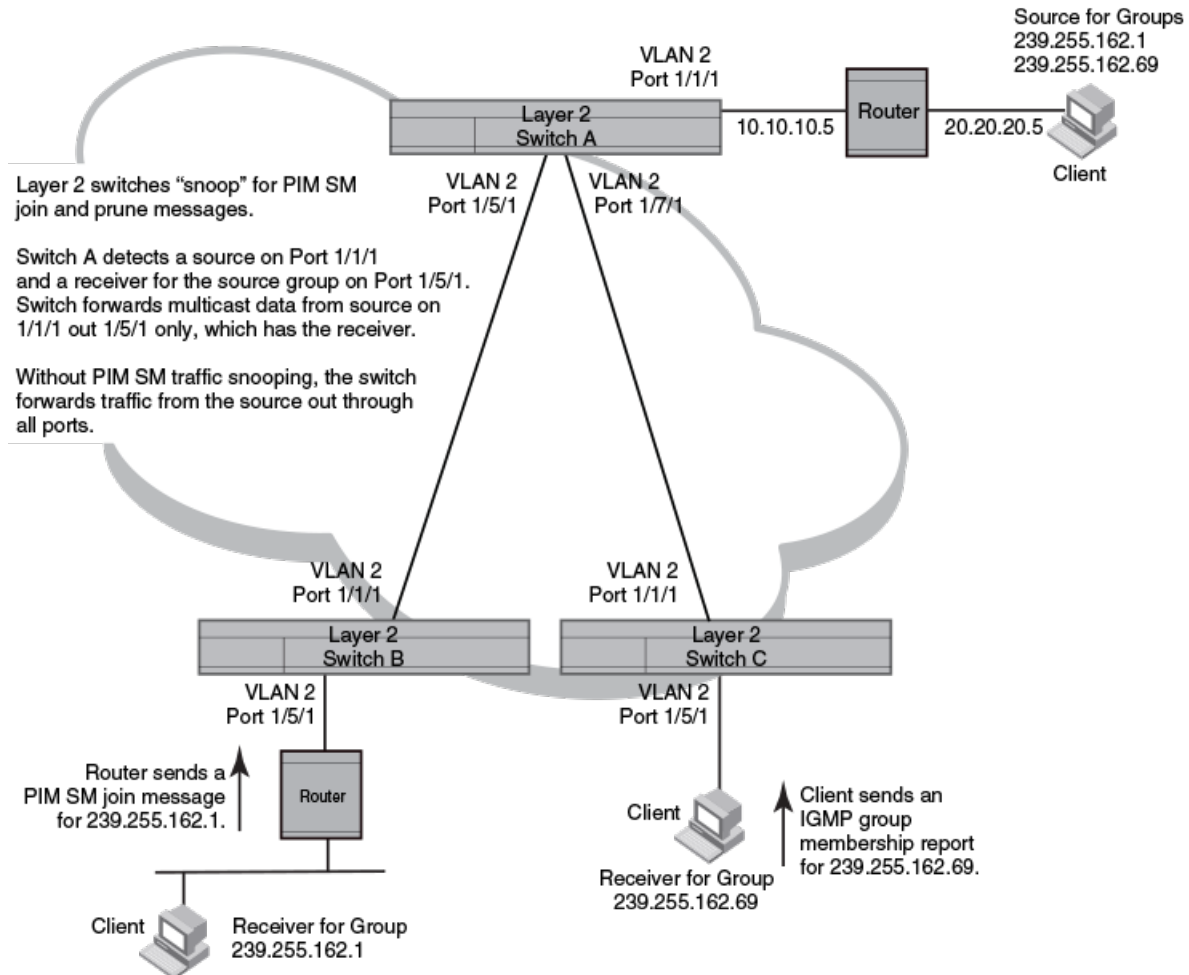 Source for Groups
239.255.162.1
239.255.162.69
VLAN 2
Port 1/1/1
Layer 2
Switch A
10.10.10.5
Router
20.20.20.5
Client
VLAN 2
Port 1/5/1
VLAN 2
Port 1/7/1
Layer 2 switches “snoop” for PIM SM
join and prune messages.
Switch A detects a source on Port 1/1/1
and a receiver for the source group on Port 1/5/1.
Switch forwards multicast data from source on
1/1/1 out 1/5/1 only, which has the receiver.
Without PIM SM traffic snooping, the switch
forwards traffic from the source out through
all ports.
VLAN 2
Port 1/1/1
VLAN 2
Port 1/1/1
Layer 2
Switch B
Layer 2
Switch C
VLAN 2
Port 1/5/1
VLAN 2
Port 1/5/1
Router sends a
PIM SM join message
for 239.255.162.1.
Router
Client
Client sends an
IGMP group
membership report
for 239.255.162.69.
Receiver for Group
239.255.162.69
Client
Receiver for Group
239.255.162.1